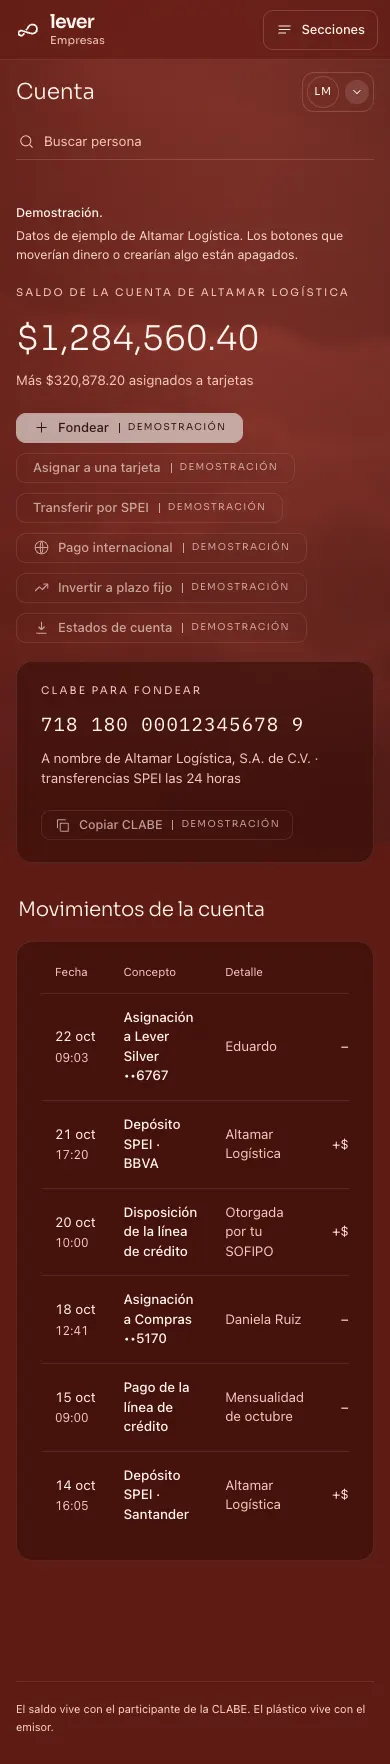 lever
Empresas
Secciones
Cuenta
LM
Buscar persona
Demostración.
Datos de ejemplo de Altamar Logística. Los botones que
moverían dinero o crearían algo están apagados.
SALDO DE LA CUENTA DE ALTAMAR LOGÍSTICA
$1,284,560.40
Más $320,878.20 asignados a tarjetas
Fondear | DEMOSTRACIÓN
Asignar a una tarjeta | DEMOSTRACIÓN
Transferir por SPEI | DEMOSTRACIÓN
Pago internacional | DEMOSTRACIÓN
Invertir a plazo fijo | DEMOSTRACIÓN
Estados de cuenta | DEMOSTRACIÓN
CLABE PARA FONDEAR
718 180 00012345678 9
A nombre de Altamar Logística, S.A. de C.V. ·
transferencias SPEI las 24 horas
Copiar CLABE | DEMOSTRACIÓN
Movimientos de la cuenta
Fecha Concepto Detalle
22 oct
09:03
Asignación
a Lever
Silver
••6767
Eduardo
–
21 oct
17:20
Depósito
SPEI ·
BBVA
Altamar
Logística
+$
20 oct
10:00
Disposición
de la línea
de crédito
Otorgada
por tu
SOFIPO
+$
18 oct
12:41
Asignación
a Compras
••5170
Daniela Ruiz
–
15 oct
09:00
Pago de la
línea de
crédito
Mensualidad
de octubre
–
14 oct
16:05
Depósito
SPEI ·
Santander
Altamar
Logística
+$
El saldo vive con el participante de la CLABE. El plástico vive con el
emisor.